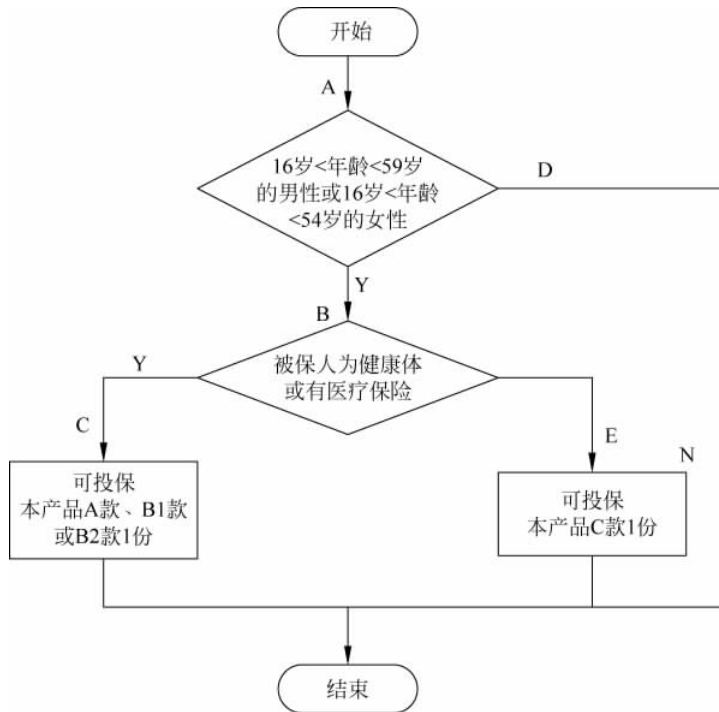 开始
A
16岁<年龄<59岁
的男性或16岁<年龄
<54岁的女性
D
Y
B
被保人为健康体
或有医疗保险
Y
C
E
N
可投保
本产品A款、B1款
或B2款1份
可投保
本产品C款1份
结束